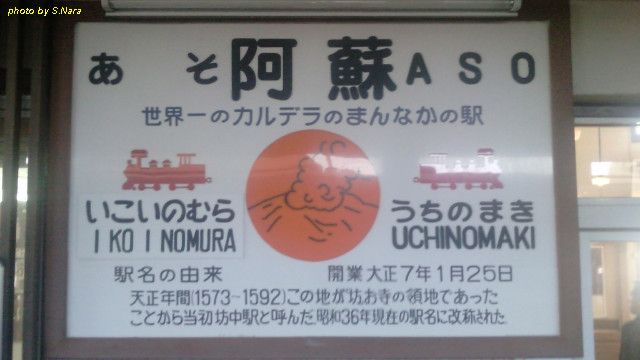 photo by S.Nara
あそ 阿蘇 ASO
世界一のカルデラのまんなかの駅
いこいのむら うちのまき
IKOINOMURA UCHINOMAKI
駅名の由来 開業大正7年1月25日
天正年間(1573~1592)この地が坊お寺の領地であった
ことから当初坊中駅と呼んだ。昭和36年現在の駅名に改称された